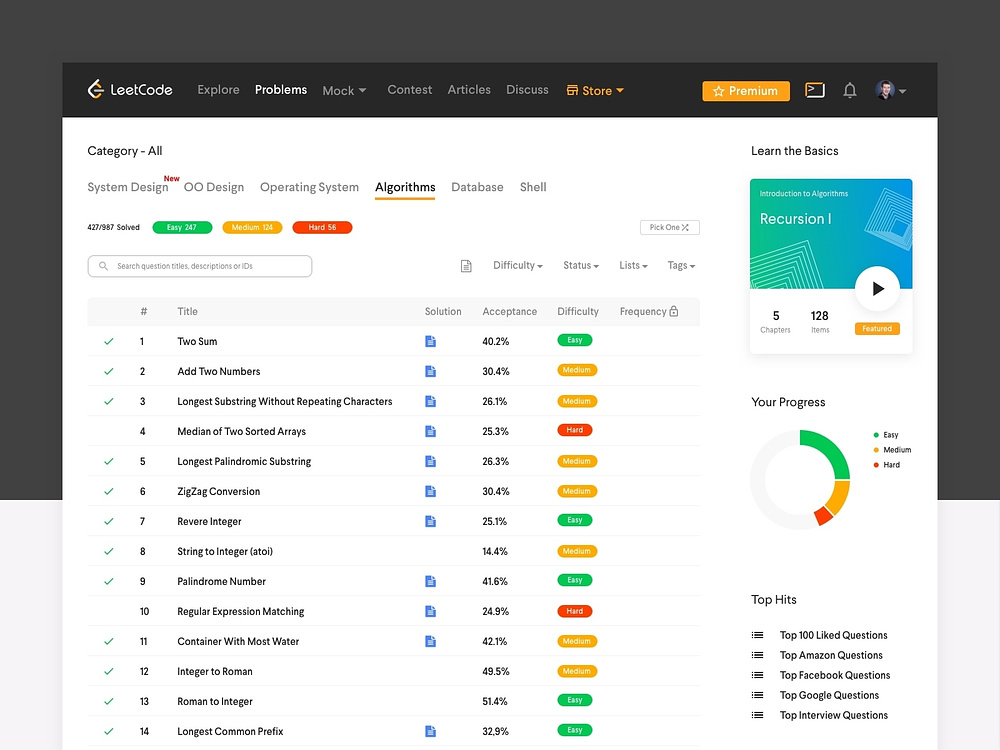 LeetCode Explore Problems Mock Contest Articles Discuss Store Premium
Category - All
System Design New OO Design Operating System Algorithms Database Shell
427/987 Solved Easy 247 Medium 124 Hard 56 Pick One
Search question titles, descriptions or IDs Difficulty Status Lists Tags
# Title Solution Acceptance Difficulty Frequency
1 Two Sum 40.2% Easy
2 Add Two Numbers 30.4% Medium
3 Longest Substring Without Repeating Characters 26.1% Medium
4 Median of Two Sorted Arrays 25.3% Hard
5 Longest Palindromic Substring 26.3% Medium
6 ZigZag Conversion 30.4% Medium
7 Revere Integer 25.1% Easy
8 String to Integer (atoi) 14.4% Medium
9 Palindrome Number 41.6% Easy
10 Regular Expression Matching 24.9% Hard
11 Container With Most Water 42.1% Medium
12 Integer to Roman 49.5% Medium
13 Roman to Integer 51.4% Easy
14 Longest Common Prefix 32,9% Easy
Learn the Basics
Introduction to Algorithms
Recursion I
5 128
Chapters Items Featured
Your Progress
Easy
Medium
Hard
Top Hits
Top 100 Liked Questions
Top Amazon Questions
Top Facebook Questions
Top Google Questions
Top Interview Questions